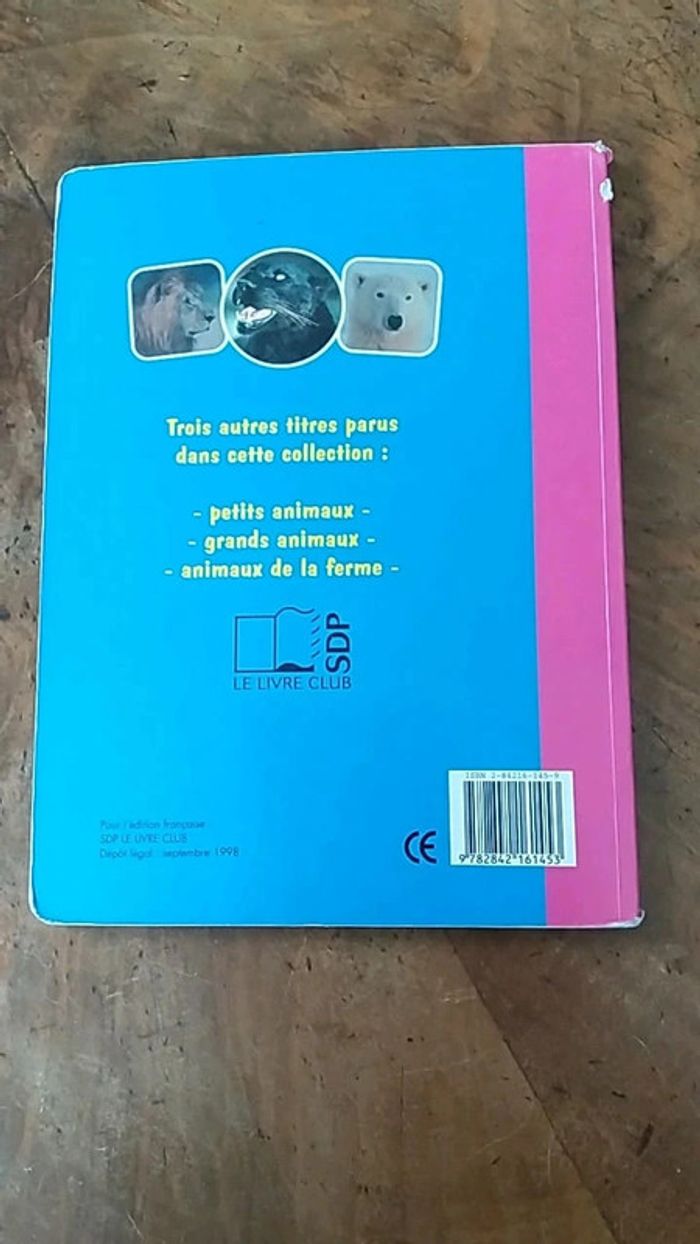 Trois autres titres parus
dans cette collection :
- petits animaux -
- grands animaux -
- animaux de la ferme -
SDP
LE LIVRE CLUB
ISBN 2-84216-145-9
Pour l'édition française
SDP LE LIVRE CLUB
Dépôt légal : septembre 1998
CE
9 782842 161453